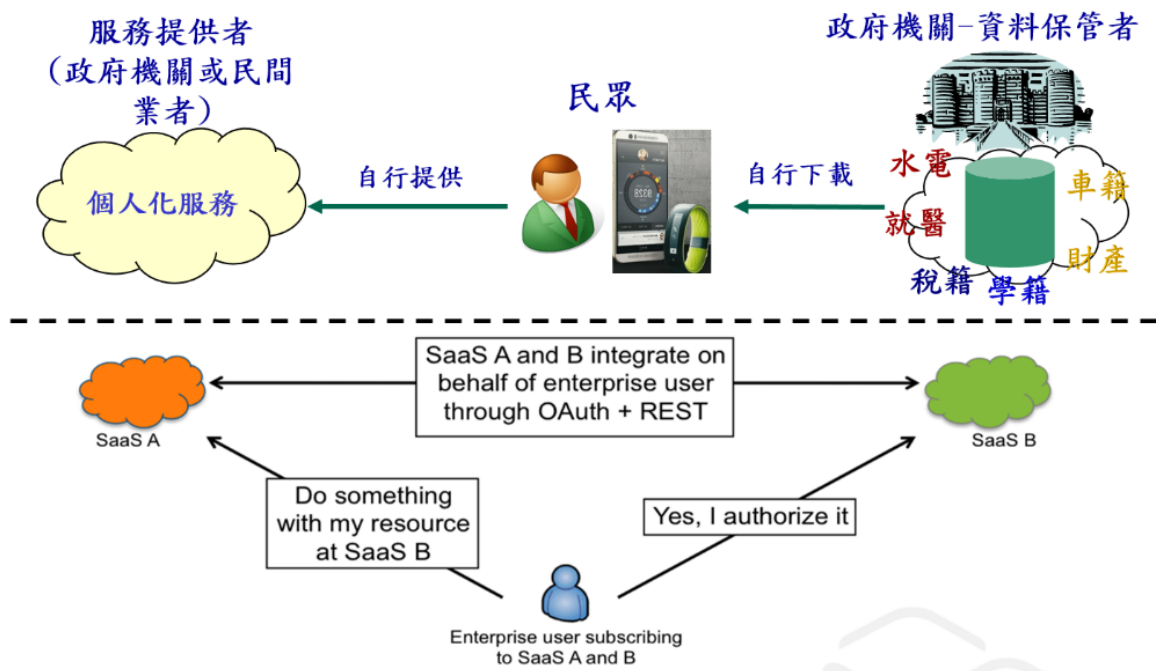 服務提供者
(政府機關或民間
業者)
政府機關-資料保管者
民眾
水電
車籍
自行提供
自行下載
個人化服務
就醫
財產
稅籍
學籍
SaaS A and B integrate on
behalf of enterprise user
through OAuth + REST
SaaS A
SaaS B
Do something
with my resource
at SaaS B
Yes, I authorize it
Enterprise user subscribing
to SaaS A and B